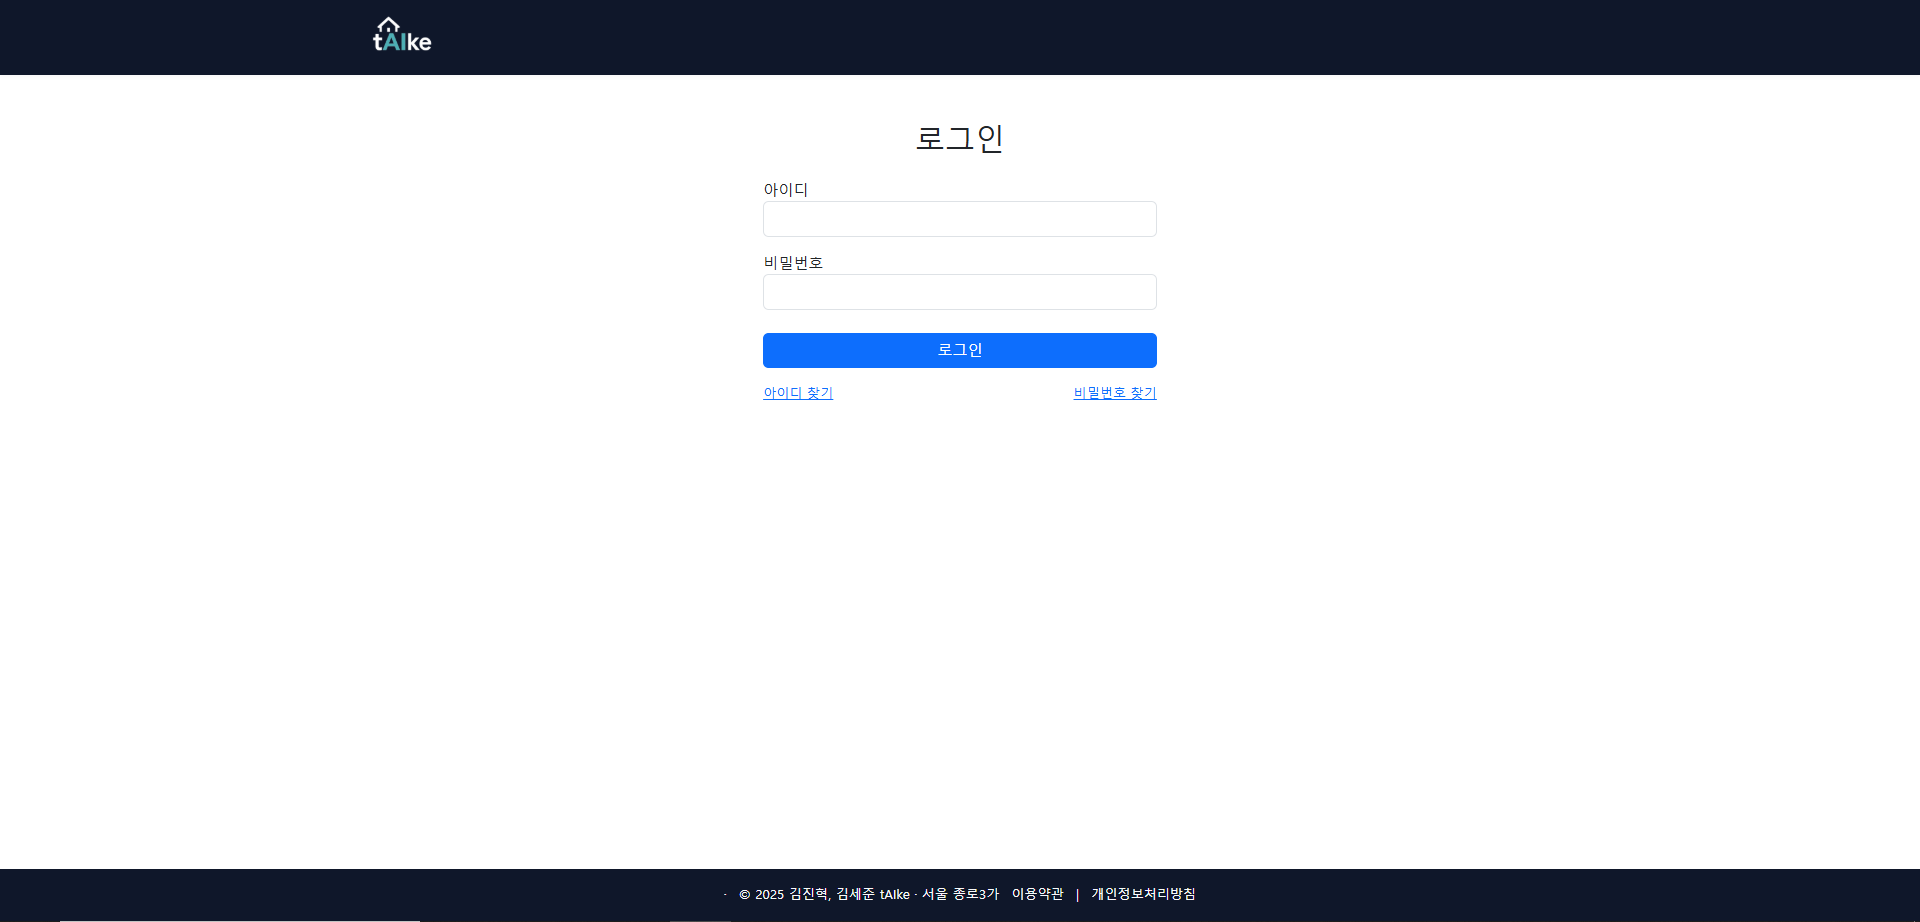 tAIke
로그인
아이디
비밀번호
로그인
아이디 찾기 비밀번호 찾기
· © 2025 김진혁, 김세준 tAIke · 서울 종로3가 이용약관 | 개인정보처리방침